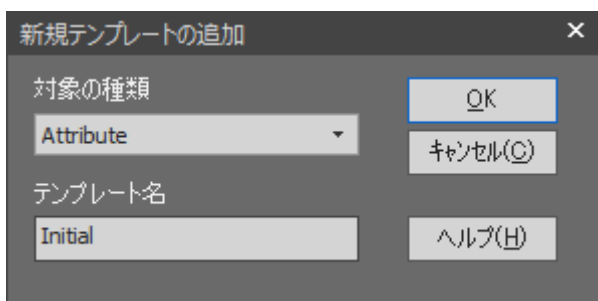 新規テンプレートの追加
対象の種類
Attribute
テンプレート名
Initial
OK
キャンセル(C)
ヘルプ(H)